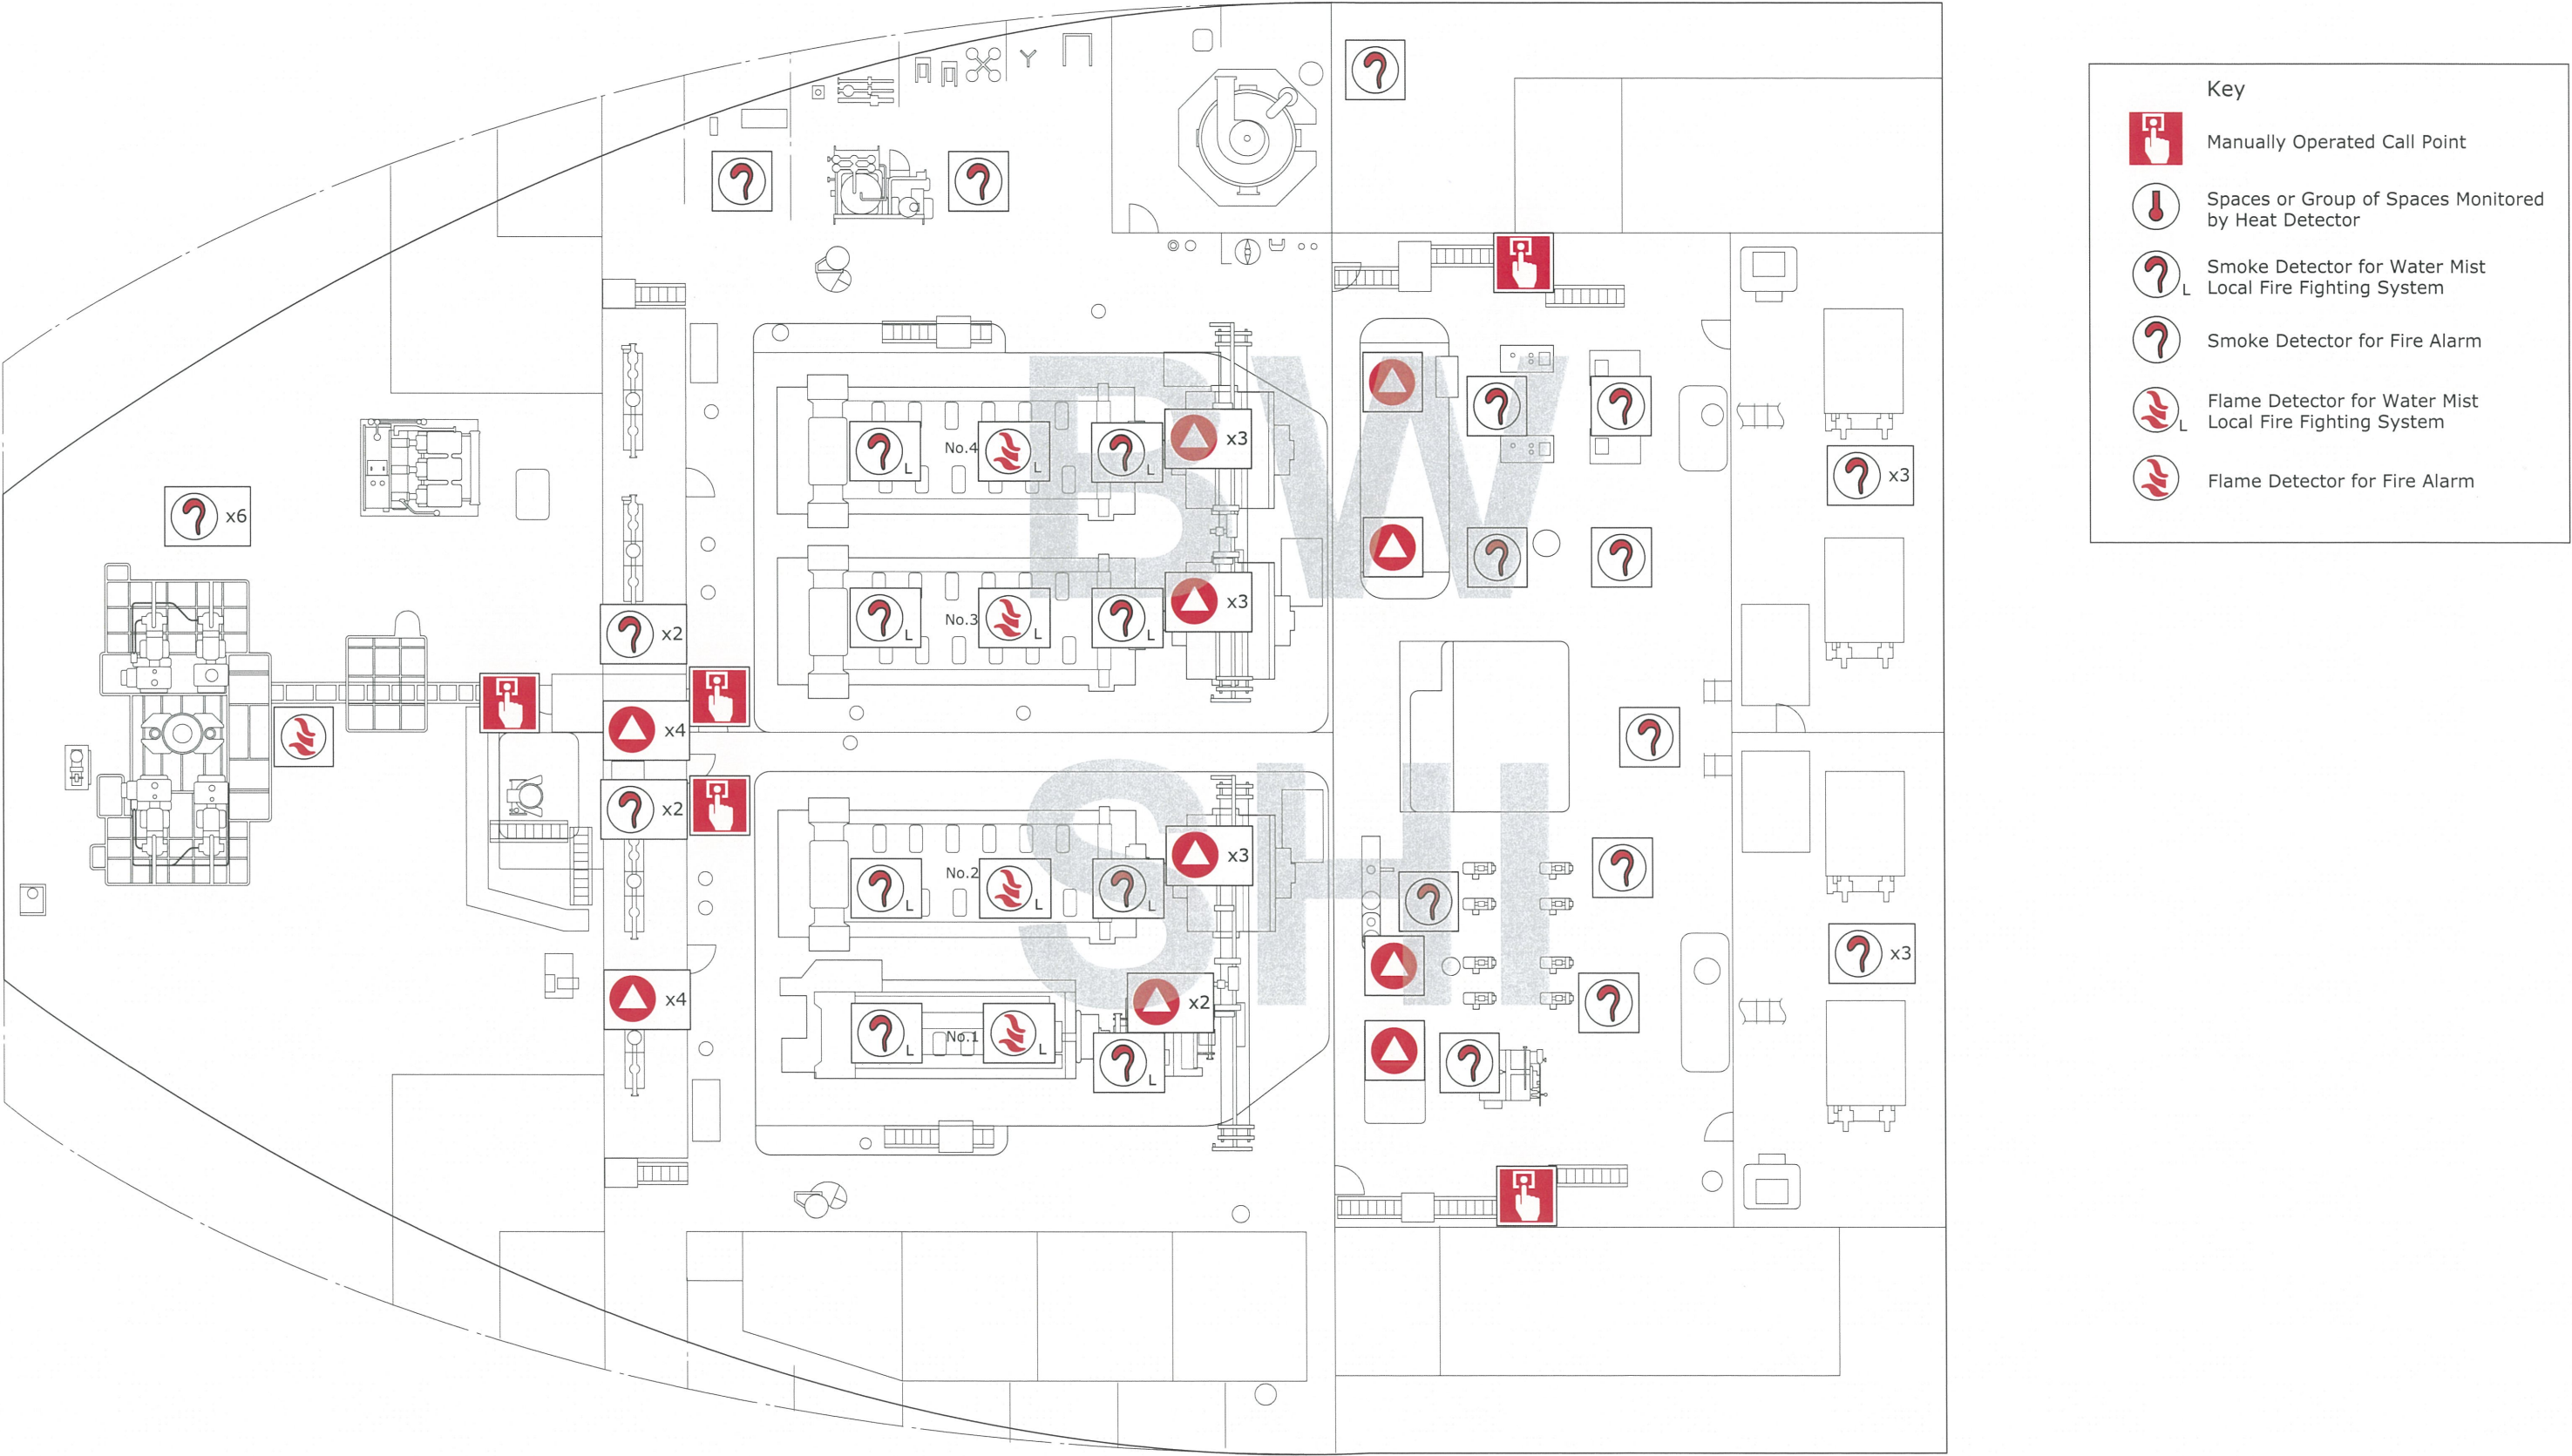 Key
Manually Operated Call Point
Spaces or Group of Spaces Monitored
by Heat Detector
L
Smoke Detector for Water Mist
Local Fire Fighting System
Smoke Detector for Fire Alarm
L
Flame Detector for Water Mist
Local Fire Fighting System
Flame Detector for Fire Alarm
BW
SHI
x3
L
No.4
L
L
x3
x6
x3
L
No.3
L
L
x2
x4
x2
x3
L
No.2
L
L
x3
x4
x2
L
No.1
L
L